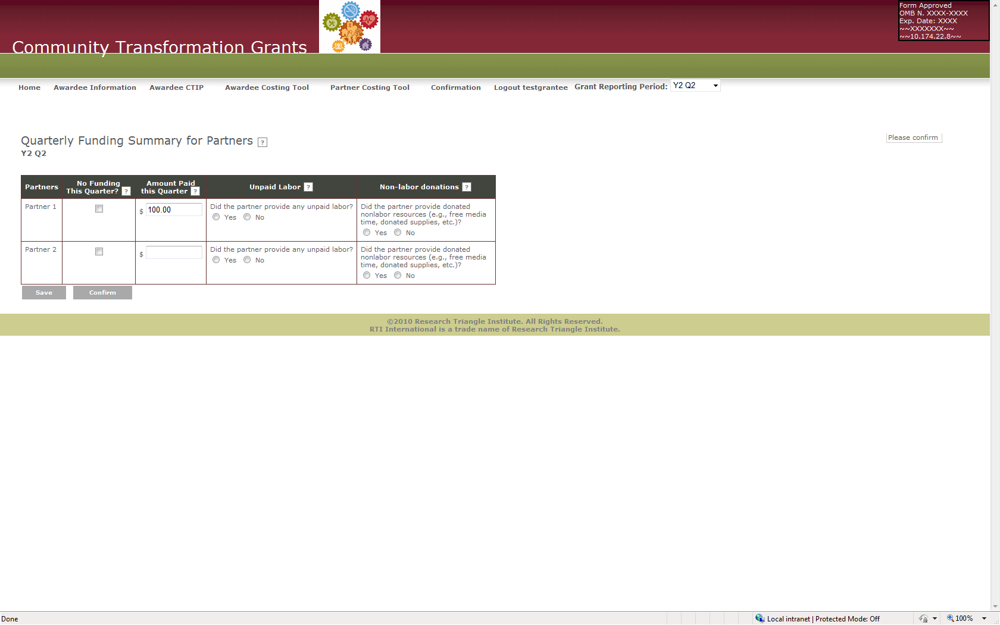 Form Approved
OMB N. XXXX-XXXX
Exp. Date: XXXX
~~XXXXXXX~~
~~10.174.22.8~~
Community Transformation Grants
Home Awardee Information Awardee CTIP Awardee Costing Tool Partner Costing Tool Confirmation Logout testgrantee Grant Reporting Period: Y2 Q2
Quarterly Funding Summary for Partners ?
Please confirm
Y2 Q2
Partners
No Funding
This Quarter? ?
Amount Paid
this Quarter ?
Unpaid Labor ?
Non-labor donations ?
Partner 1
$ 100.00
Did the partner provide any unpaid labor?
Yes No
Did the partner provide donated
nonlabor resources (e.g., free media
time, donated supplies, etc.)?
Yes No
Partner 2
$
Did the partner provide any unpaid labor?
Yes No
Did the partner provide donated
nonlabor resources (e.g., free media
time, donated supplies, etc.)?
Yes No
Save Confirm
©2010 Research Triangle Institute. All Rights Reserved.
RTI International is a trade name of Research Triangle Institute.
Done
Local intranet | Protected Mode: Off
100%